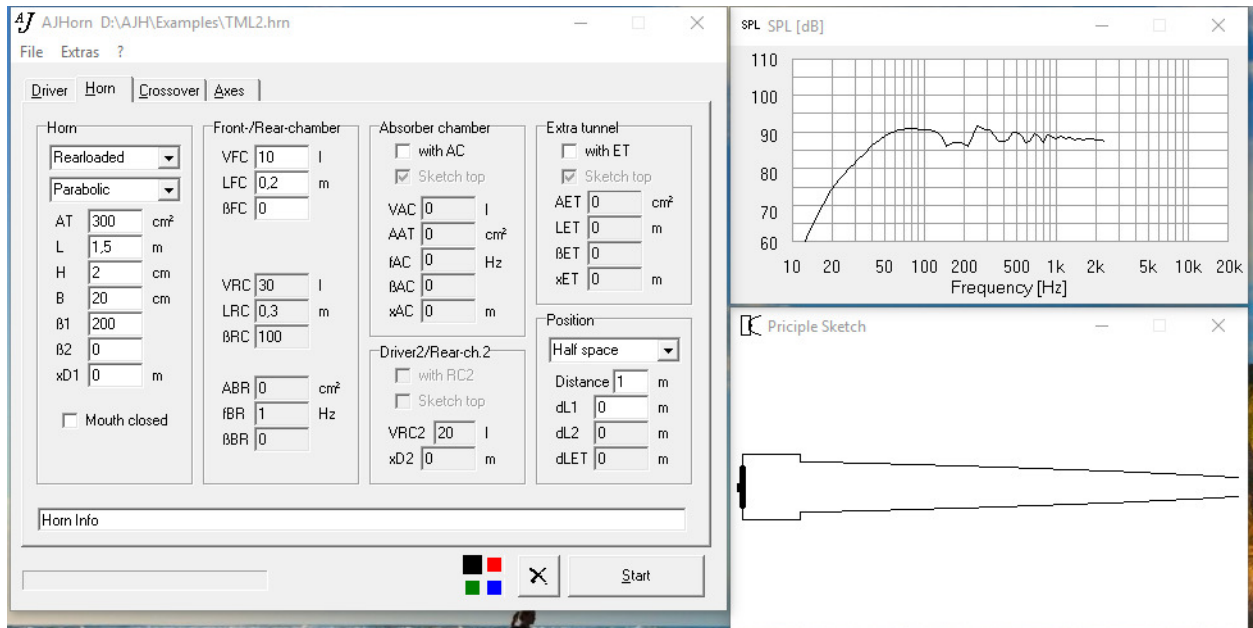 AJ AJHorn D:\AJH\Examples\TML2.hrn
File Extras ?
Driver Horn Crossover Axes
Horn
Rearloaded
Parabolic
AT 300 cm²
L 1,5 m
H 2 cm
B 20 cm
ß1 200
ß2 0
xD1 0 m
Mouth closed
Front-/Rear-chamber
VFC 10 l
LFC 0,2 m
ßFC 0
VRC 30 l
LRC 0,3 m
ßRC 100
ABR 0 cm²
fBR 1 Hz
ßBR 0
Absorber chamber
with AC
Sketch top
VAC 0 l
AAT 0 cm²
fAC 0 Hz
ßAC 0
xAC 0 m
Driver2/Rear-ch.2
with RC2
Sketch top
VRC2 20 l
xD2 0 m
Extra tunnel
with ET
Sketch top
AET 0 cm²
LET 0 m
ßET 0
xET 0 m
Position
Half space
Distance 1 m
dL1 0 m
dL2 0 m
dLET 0 m
Horn Info
Start
SPL SPL [dB]
110
100
90
80
70
60
10 20 50 100 200 500 1k 2k 5k 10k 20k
Frequency [Hz]
Priciple Sketch